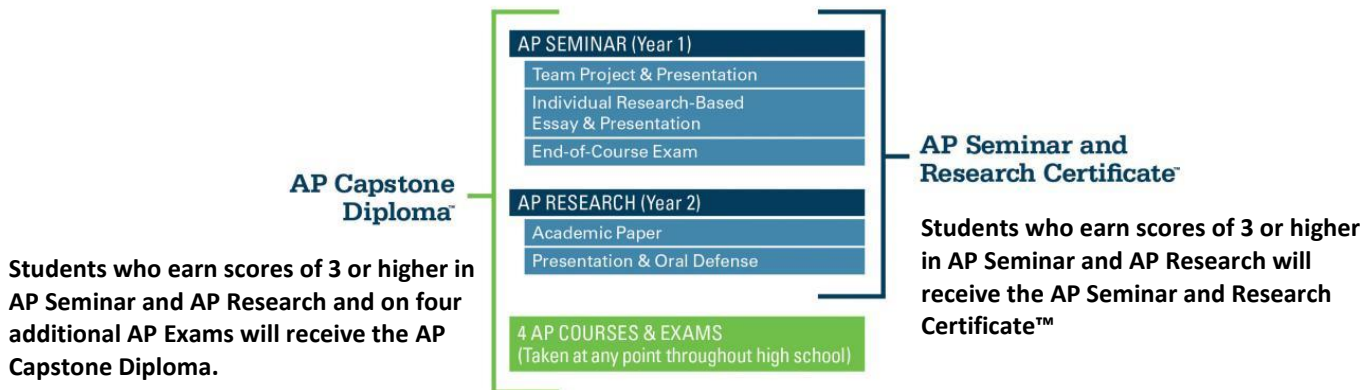 AP Capstone
Diploma™
Students who earn scores of 3 or higher in
AP Seminar and AP Research and on four
additional AP Exams will receive the AP
Capstone Diploma.
AP SEMINAR (Year 1)
Team Project & Presentation
Individual Research-Based
Essay & Presentation
End-of-Course Exam
AP RESEARCH (Year 2)
Academic Paper
Presentation & Oral Defense
4 AP COURSES & EXAMS
(Taken at any point throughout high school)
AP Seminar and
Research Certificate™
Students who earn scores of 3 or higher
in AP Seminar and AP Research will
receive the AP Seminar and Research
Certificate™